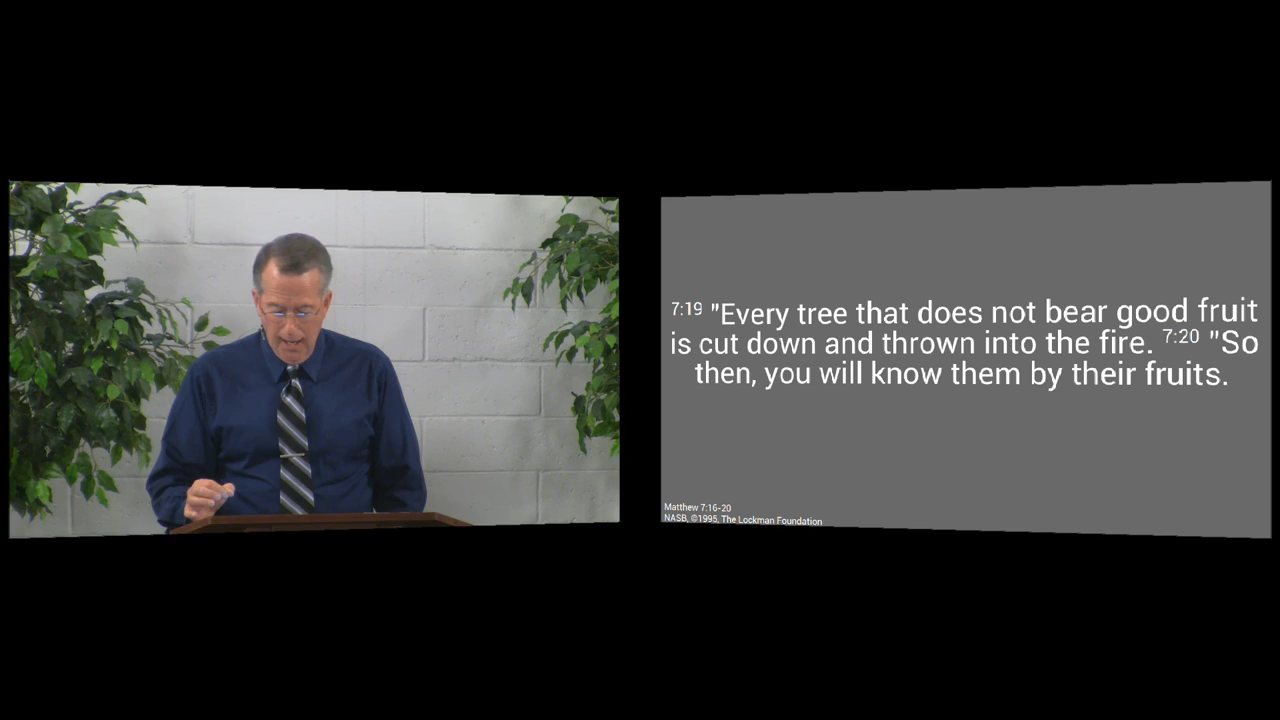 7:19 "Every tree that does not bear good fruit
is cut down and thrown into the fire. 7:20 "So
then, you will know them by their fruits.
Matthew 7:16-20
NASB, ©1995, The Lockman Foundation